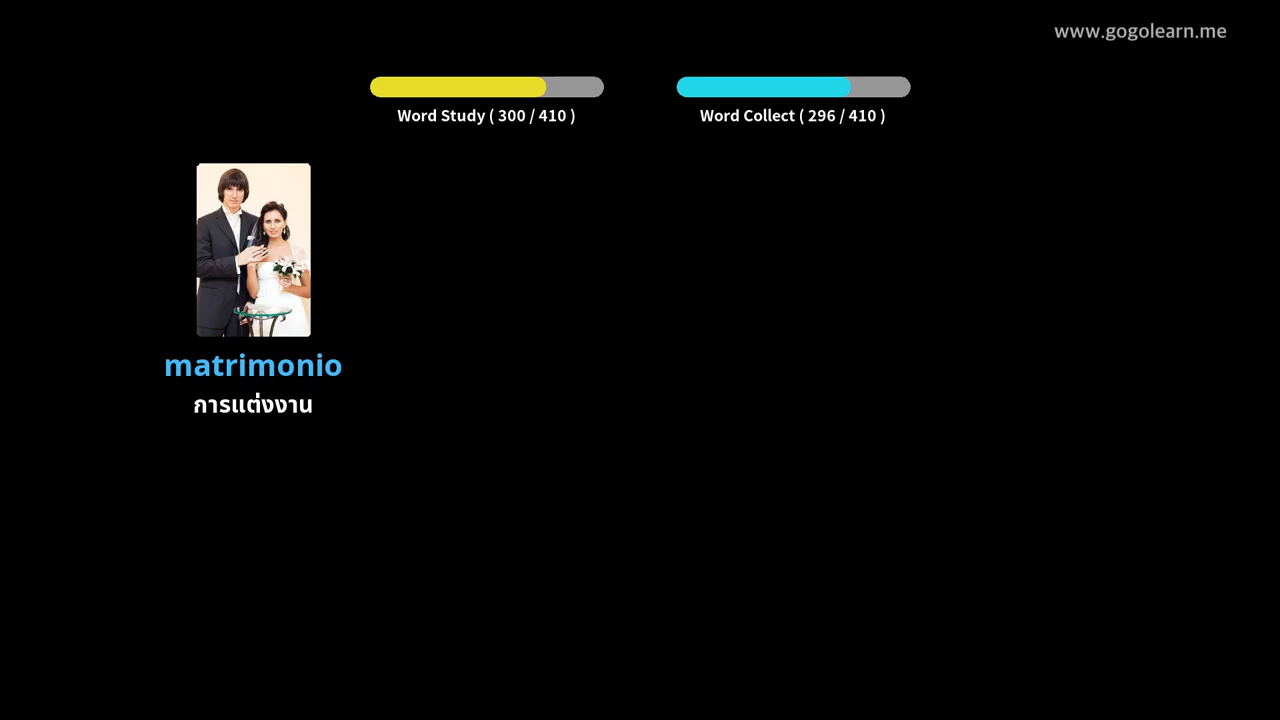 www.gogolearn.me
Word Study ( 300 / 410 )
Word Collect ( 296 / 410 )
matrimonio
การแต่งงาน